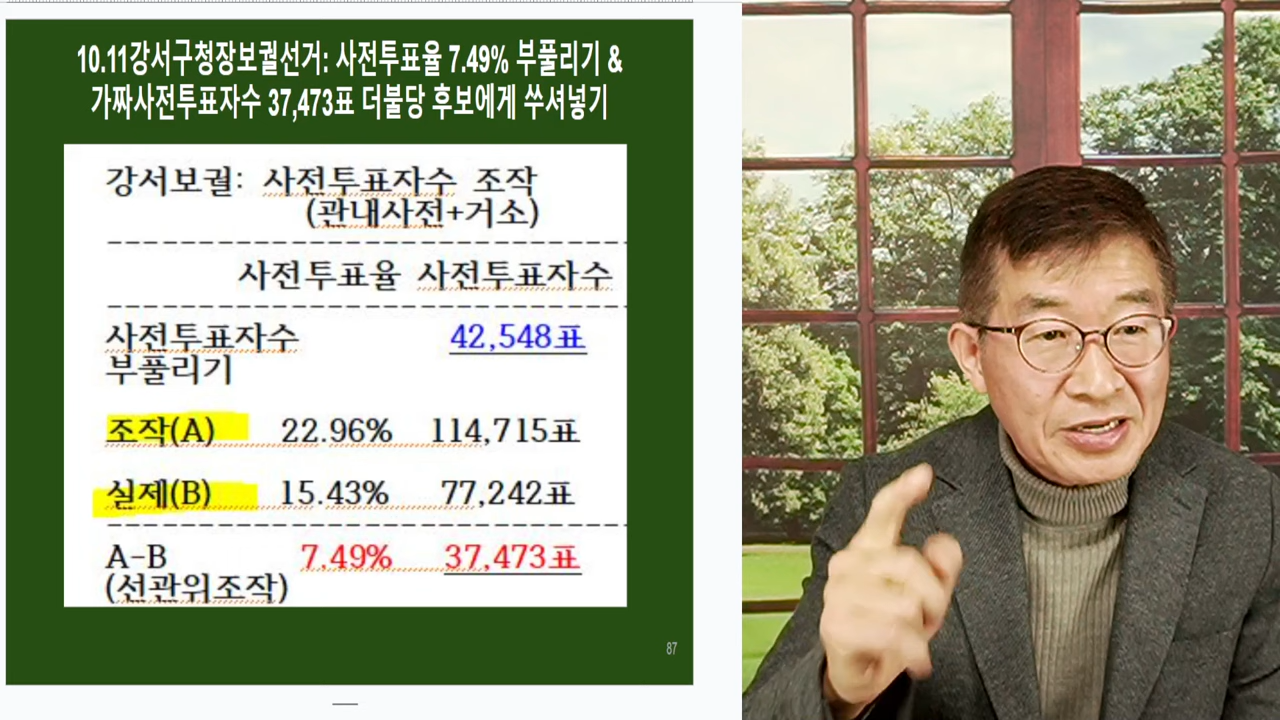 10.11강서구청장보궐선거: 사전투표율 7.49% 부풀리기 &
가짜사전투표자수 37,473표 더불당 후보에게 쑤셔넣기
강서보궐: 사전투표자수 조작
(관내사전+거소)
사전투표율 사전투표자수
사전투표자수 42,548표
부풀리기
조작(A) 22.96% 114,715표
실제(B) 15.43% 77,242표
A-B 7.49% 37,473표
(선관위조작)
87